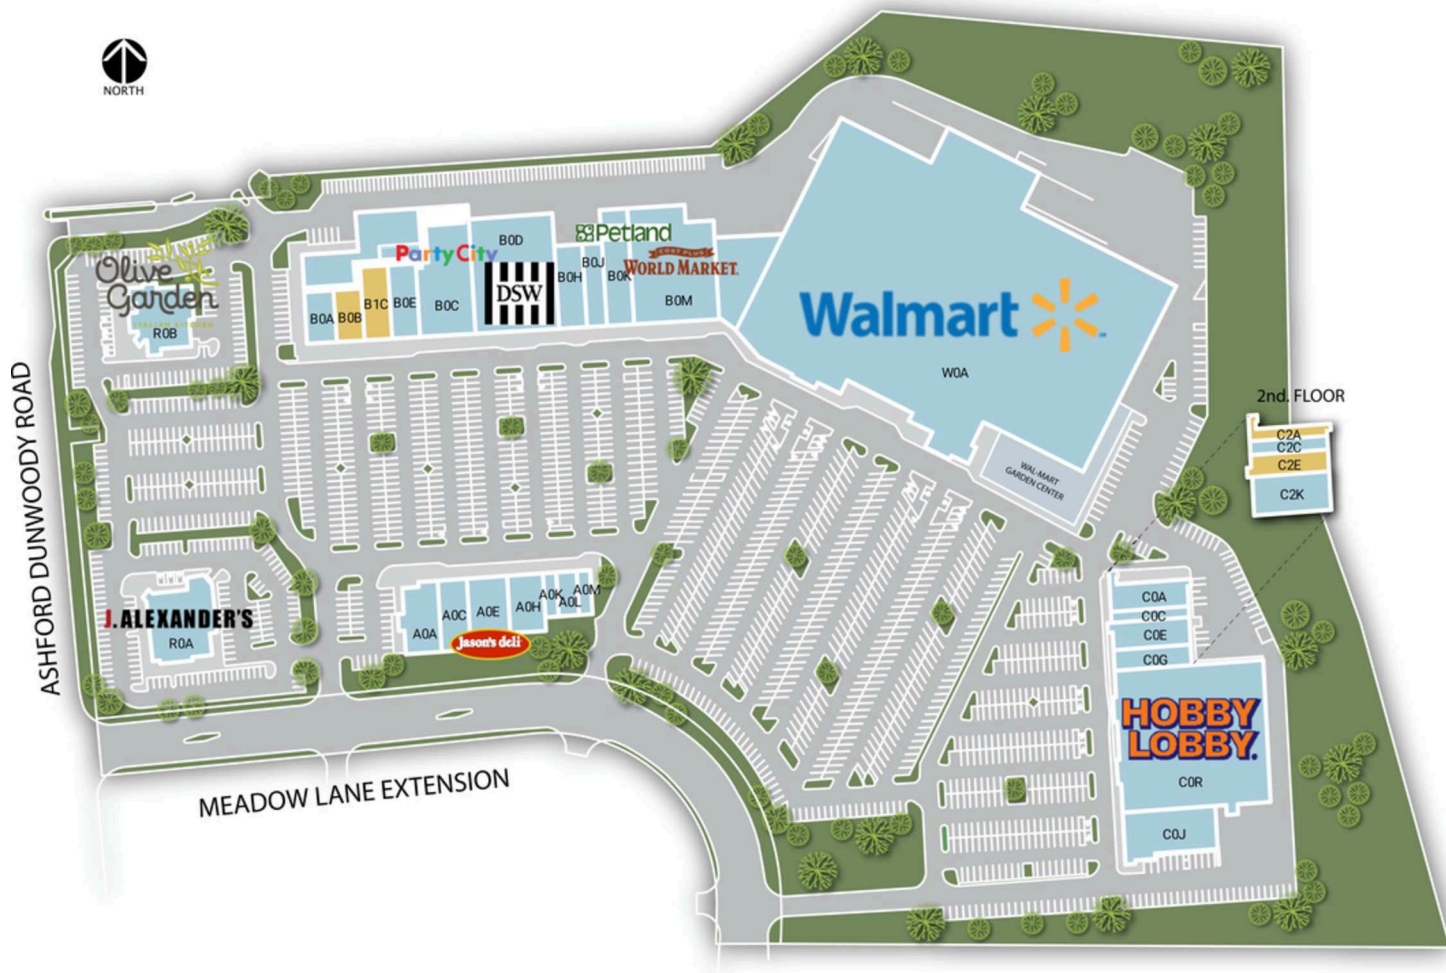 NORTH
Olive
Garden
ITALIAN KITCHEN
R0B
Party City
B0D
Petland
COST PLUS
WORLD MARKET.
DSW
B0A
B0B
B1C
B0E
B0C
B0H
B0J
B0K
B0M
Walmart
W0A
WAL-MART
GARDEN CENTER
2nd. FLOOR
C2A
C2C
C2E
C2K
ASHFORD DUNWOODY ROAD
J.ALEXANDER'S
R0A
A0A
A0C
A0E
A0H
A0K
A0L
A0M
Jason's deli
C0A
C0C
C0E
C0G
HOBBY
LOBBY.
C0R
C0J
MEADOW LANE EXTENSION